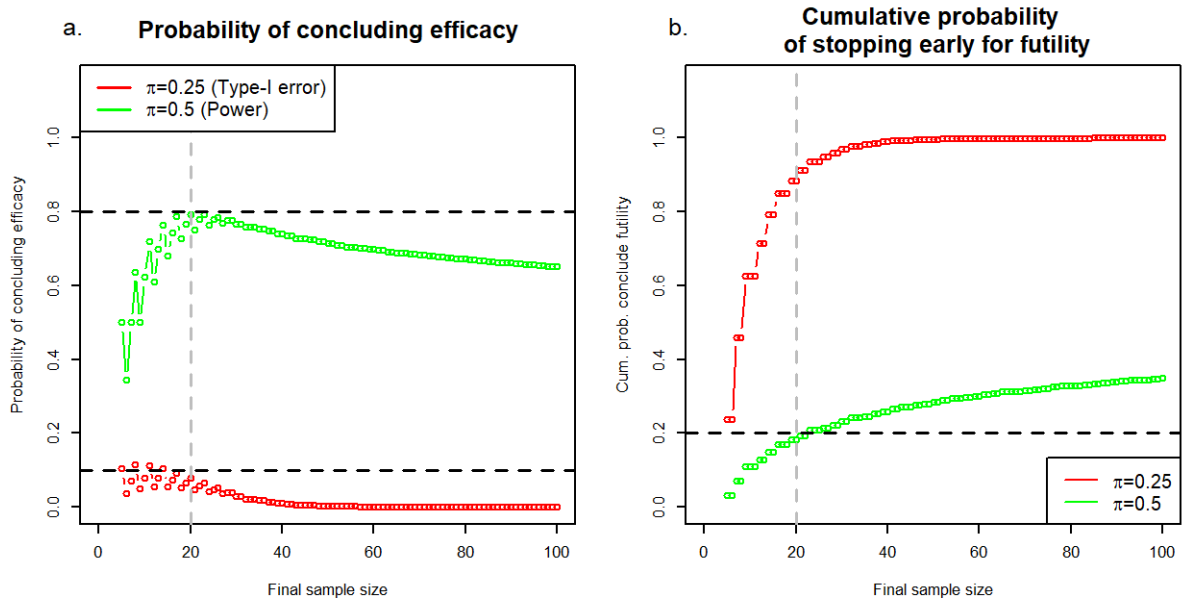 a.
Probability of concluding efficacy
π=0.25 (Type-I error)
π=0.5 (Power)
Probability of concluding efficacy
1.0
0.8
0.6
0.4
0.2
0.0
0 20 40 60 80 100
Final sample size
b.
Cumulative probability
of stopping early for futility
Cum. prob. conclude futility
1.0
0.8
0.6
0.4
0.2
0.0
π=0.25
π=0.5
0 20 40 60 80 100
Final sample size